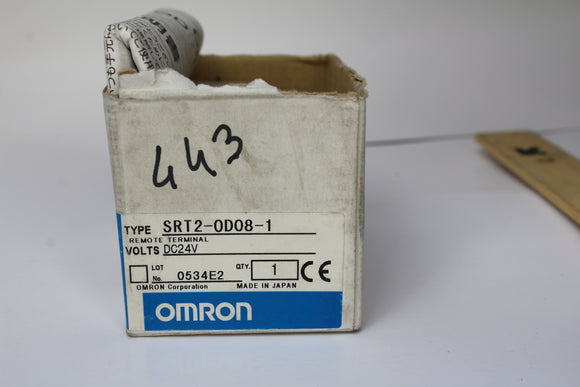 443
TYPE SRT2-OD08-1
REMOTE TERMINAL
VOLTS DC24V
LOT No. 0534E2 QTY. 1 CE
OMRON Corporation MADE IN JAPAN
OMRON